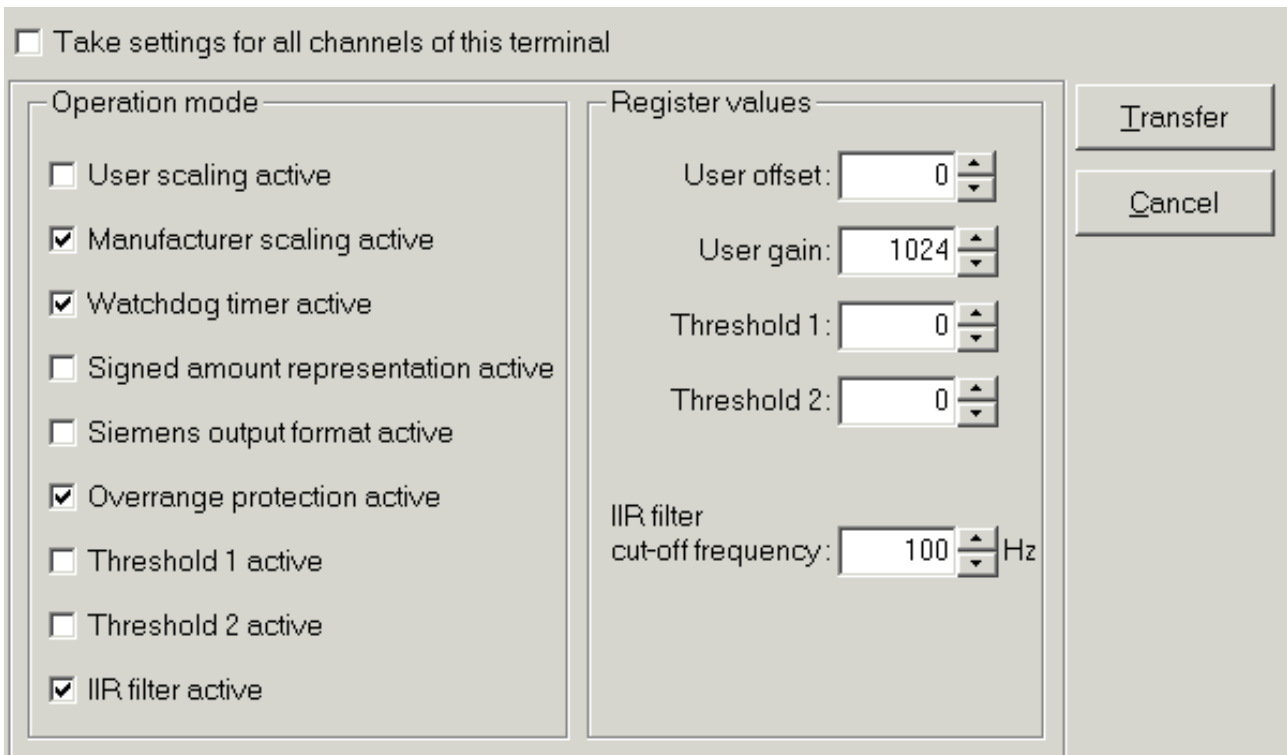 Take settings for all channels of this terminal
Operation mode
User scaling active
Manufacturer scaling active
Watchdog timer active
Signed amount representation active
Siemens output format active
Overrange protection active
Threshold 1 active
Threshold 2 active
IIR filter active
Register values
User offset: 0
User gain: 1024
Threshold 1: 0
Threshold 2: 0
IIR filter
cut-off frequency: 100 Hz
Transfer
Cancel